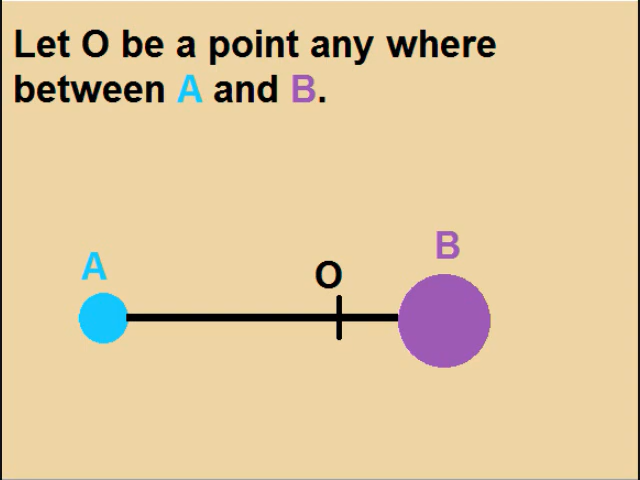 Let O be a point any where
between A and B.
B
A
O